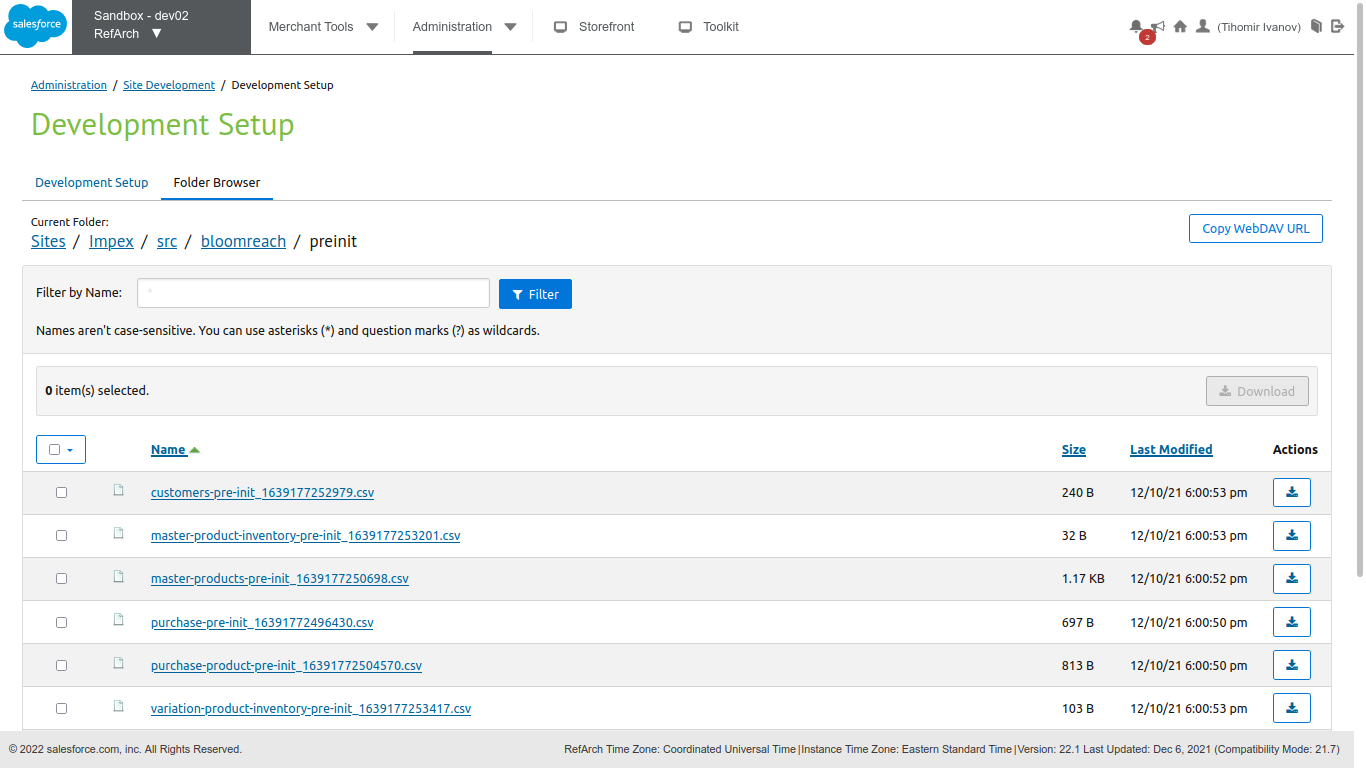 salesforce
Sandbox - dev02
RefArch ▼
Merchant Tools
Administration
Storefront
Toolkit
2
(Tihomir Ivanov)
Administration / Site Development / Development Setup
Development Setup
Development Setup
Folder Browser
Current Folder:
Sites / Impex / src / bloomreach / preinit
Copy WebDAV URL
Filter by Name:
*
Filter
Names aren't case-sensitive. You can use asterisks (*) and question marks (?) as wildcards.
0 item(s) selected.
Download
Name Size Last Modified Actions
customers-pre-init_1639177252979.csv 240 B 12/10/21 6:00:53 pm
master-product-inventory-pre-init_1639177253201.csv 32 B 12/10/21 6:00:53 pm
master-products-pre-init_1639177250698.csv 1.17 KB 12/10/21 6:00:52 pm
purchase-pre-init_16391772496430.csv 697 B 12/10/21 6:00:50 pm
purchase-product-pre-init_16391772504570.csv 813 B 12/10/21 6:00:50 pm
variation-product-inventory-pre-init_1639177253417.csv 103 B 12/10/21 6:00:53 pm
© 2022 salesforce.com, inc. All Rights Reserved.
RefArch Time Zone: Coordinated Universal Time | Instance Time Zone: Eastern Standard Time | Version: 22.1 Last Updated: Dec 6, 2021 (Compatibility Mode: 21.7)